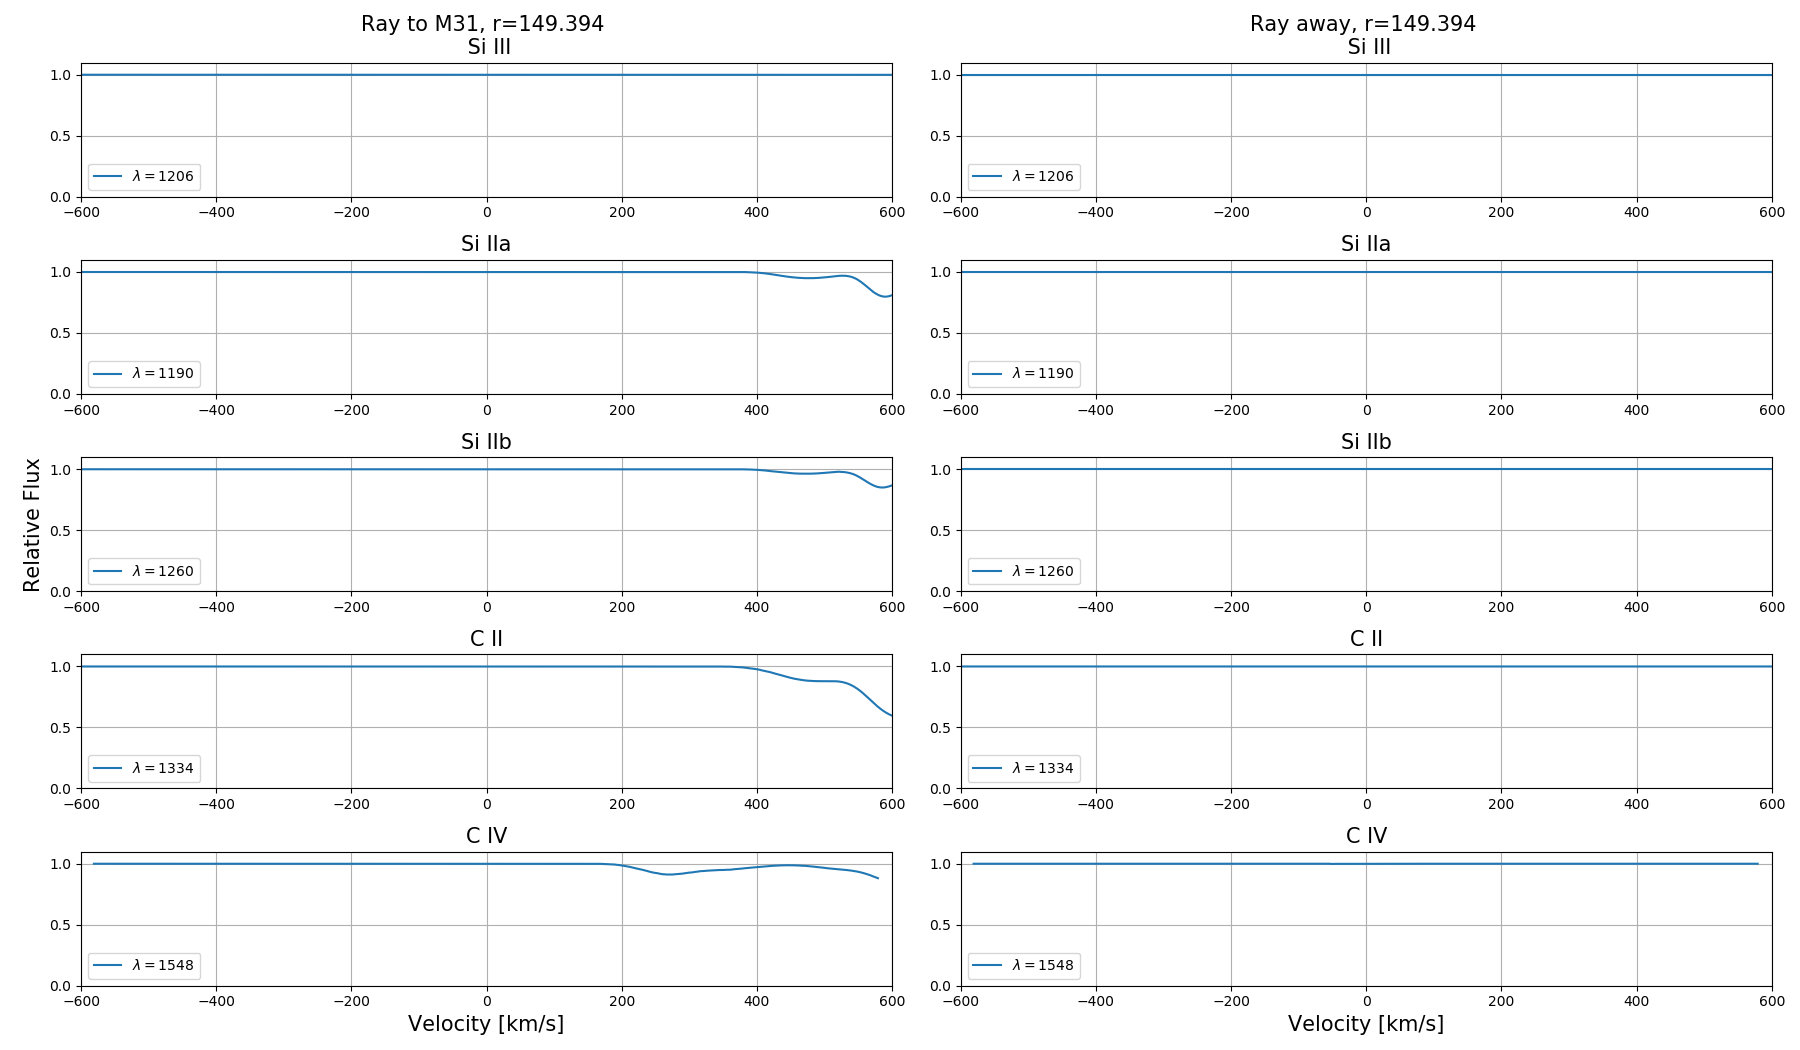 Ray to M31, r=149.394
Si III
1.0
0.5
0.0
λ = 1206
−600 −400 −200 0 200 400 600
Si IIa
1.0
0.5
0.0
λ = 1190
−600 −400 −200 0 200 400 600
Si IIb
1.0
0.5
0.0
λ = 1260
−600 −400 −200 0 200 400 600
Relative Flux
C II
1.0
0.5
0.0
λ = 1334
−600 −400 −200 0 200 400 600
C IV
1.0
0.5
0.0
λ = 1548
−600 −400 −200 0 200 400 600
Velocity [km/s]
Ray away, r=149.394
Si III
1.0
0.5
0.0
λ = 1206
−600 −400 −200 0 200 400 600
Si IIa
1.0
0.5
0.0
λ = 1190
−600 −400 −200 0 200 400 600
Si IIb
1.0
0.5
0.0
λ = 1260
−600 −400 −200 0 200 400 600
C II
1.0
0.5
0.0
λ = 1334
−600 −400 −200 0 200 400 600
C IV
1.0
0.5
0.0
λ = 1548
−600 −400 −200 0 200 400 600
Velocity [km/s]